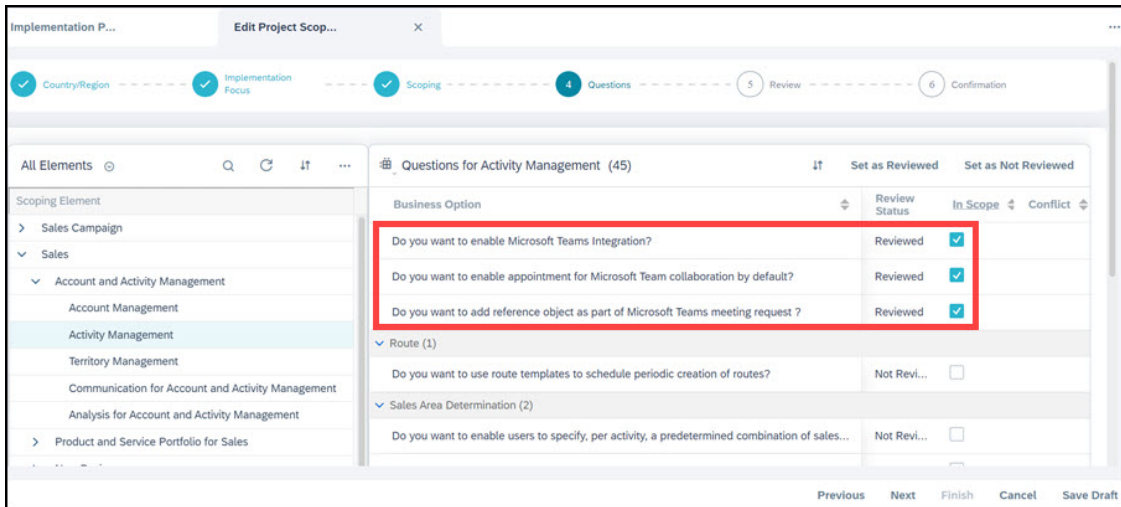 Implementation P...
Edit Project Scop...
Country/Region
Implementation
Focus
Scoping
4
Questions
5
Review
6
Confirmation
All Elements
Questions for Activity Management (45)
Set as Reviewed
Set as Not Reviewed
Scoping Element
Business Option
Review
Status
In Scope
Conflict
Sales Campaign
Sales
Account and Activity Management
Account Management
Activity Management
Territory Management
Communication for Account and Activity Management
Analysis for Account and Activity Management
Product and Service Portfolio for Sales
Do you want to enable Microsoft Teams Integration?
Reviewed
Do you want to enable appointment for Microsoft Team collaboration by default?
Reviewed
Do you want to add reference object as part of Microsoft Teams meeting request ?
Reviewed
Route (1)
Do you want to use route templates to schedule periodic creation of routes?
Not Revi...
Sales Area Determination (2)
Do you want to enable users to specify, per activity, a predetermined combination of sales...
Not Revi...
Previous
Next
Finish
Cancel
Save Draft